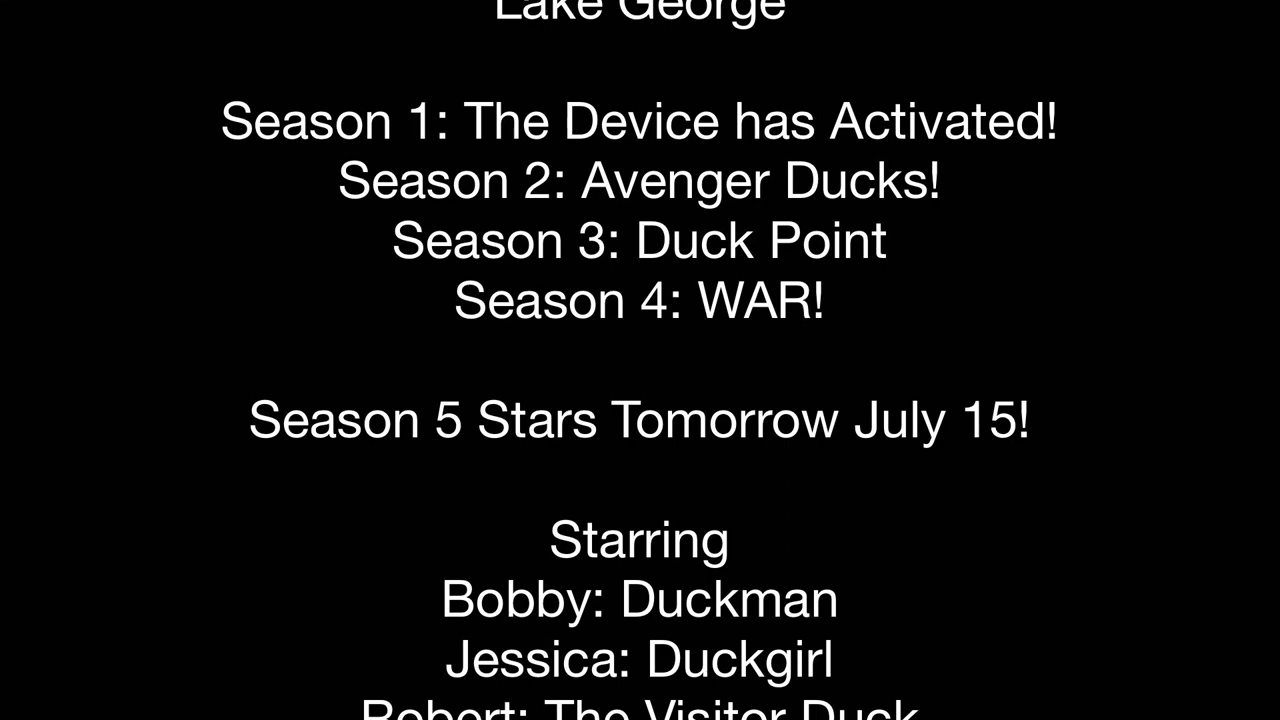 Lake George
Season 1: The Device has Activated!
Season 2: Avenger Ducks!
Season 3: Duck Point
Season 4: WAR!
Season 5 Stars Tomorrow July 15!
Starring
Bobby: Duckman
Jessica: Duckgirl
Robert: The Visitor Duck